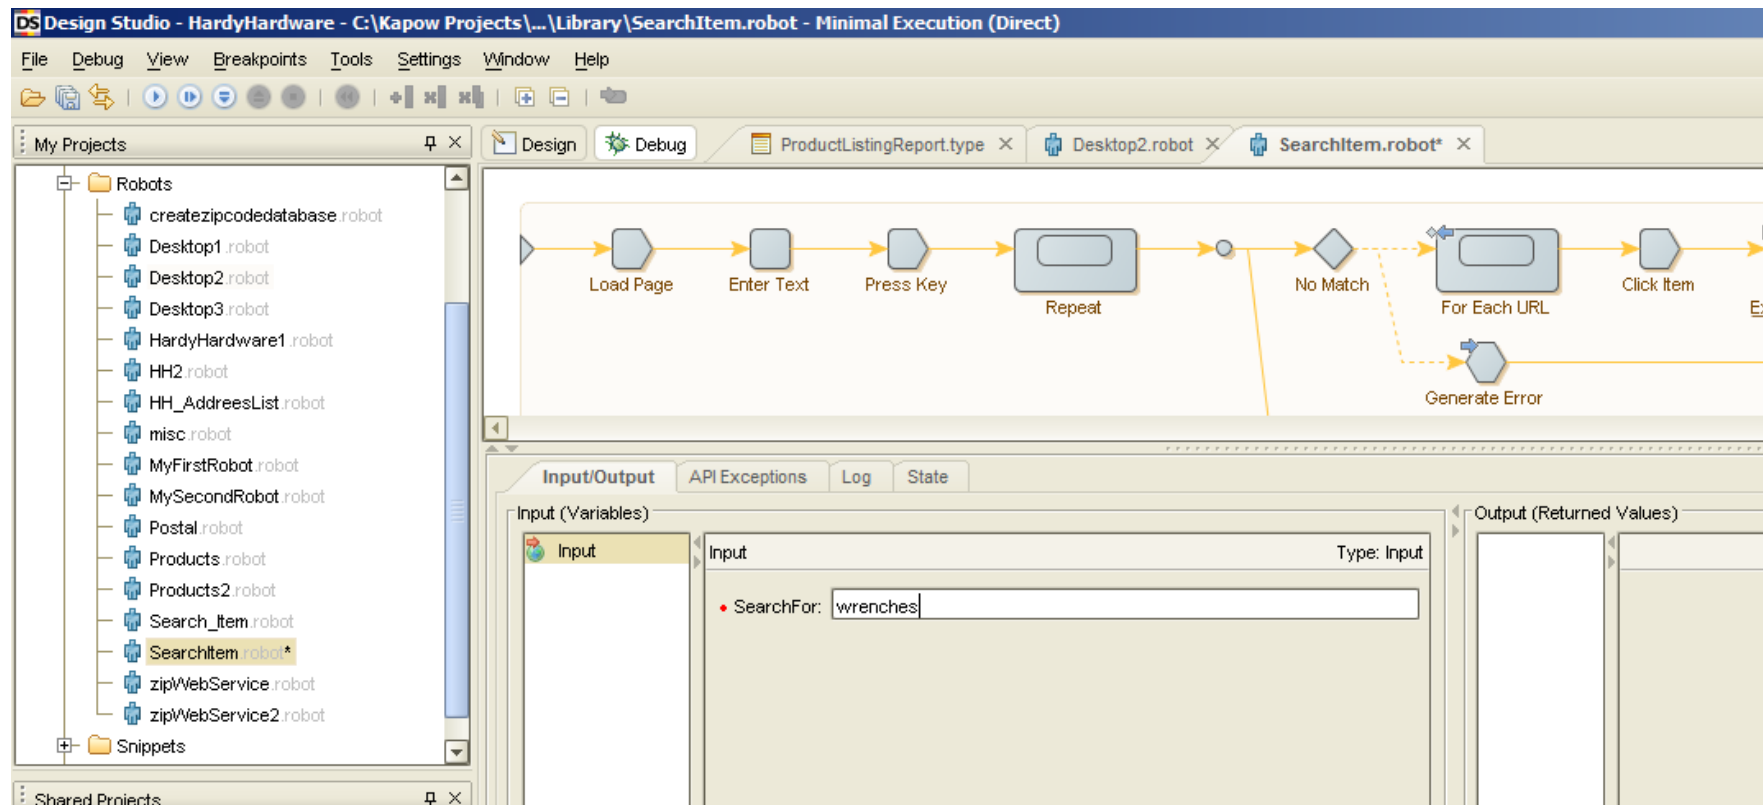 DS Design Studio - HardyHardware - C:\Kapow Projects\...\Library\SearchItem.robot - Minimal Execution (Direct)
File Debug View Breakpoints Tools Settings Window Help
My Projects
Design Debug ProductListingReport.type Desktop2.robot SearchItem.robot*
Robots
createzipcodedatabase.robot
Desktop1.robot
Desktop2.robot
Desktop3.robot
HardyHardware1.robot
HH2.robot
HH_AddreesList.robot
misc.robot
MyFirstRobot.robot
MySecondRobot.robot
Postal.robot
Products.robot
Products2.robot
Search_Item.robot
SearchItem.robot*
zipWebService.robot
zipWebService2.robot
Snippets
Shared Projects
Load Page Enter Text Press Key Repeat No Match For Each URL Click Item
Generate Error
Input/Output API Exceptions Log State
Input (Variables) Output (Returned Values)
Input Input Type: Input
SearchFor: wrenches